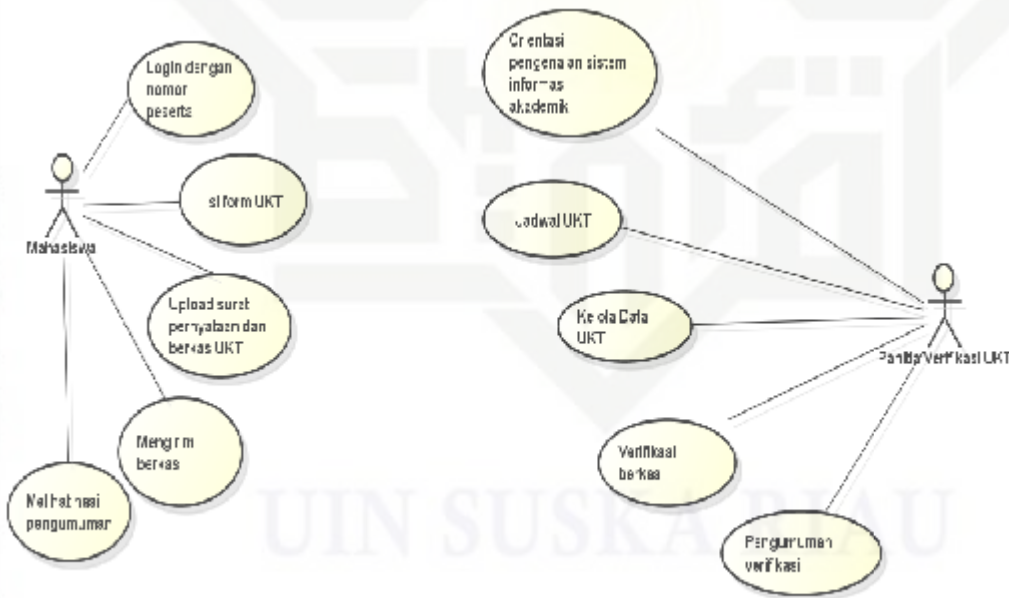 Login dengan
nomor
peserta
Isi form UKT
Mahasiswa
Upload surat
pernyataan dan
berkas UKT
Mengirim
berkas
Melihat hasil
pengumuman
Orientasi
pengenalan sistem
informasi
akademik
Jadwal UKT
Kelola Data
UKT
Panitia Verifikasi UKT
Verifikasi
berkas
Pengumuman
verifikasi
UIN SUSKA RIAU